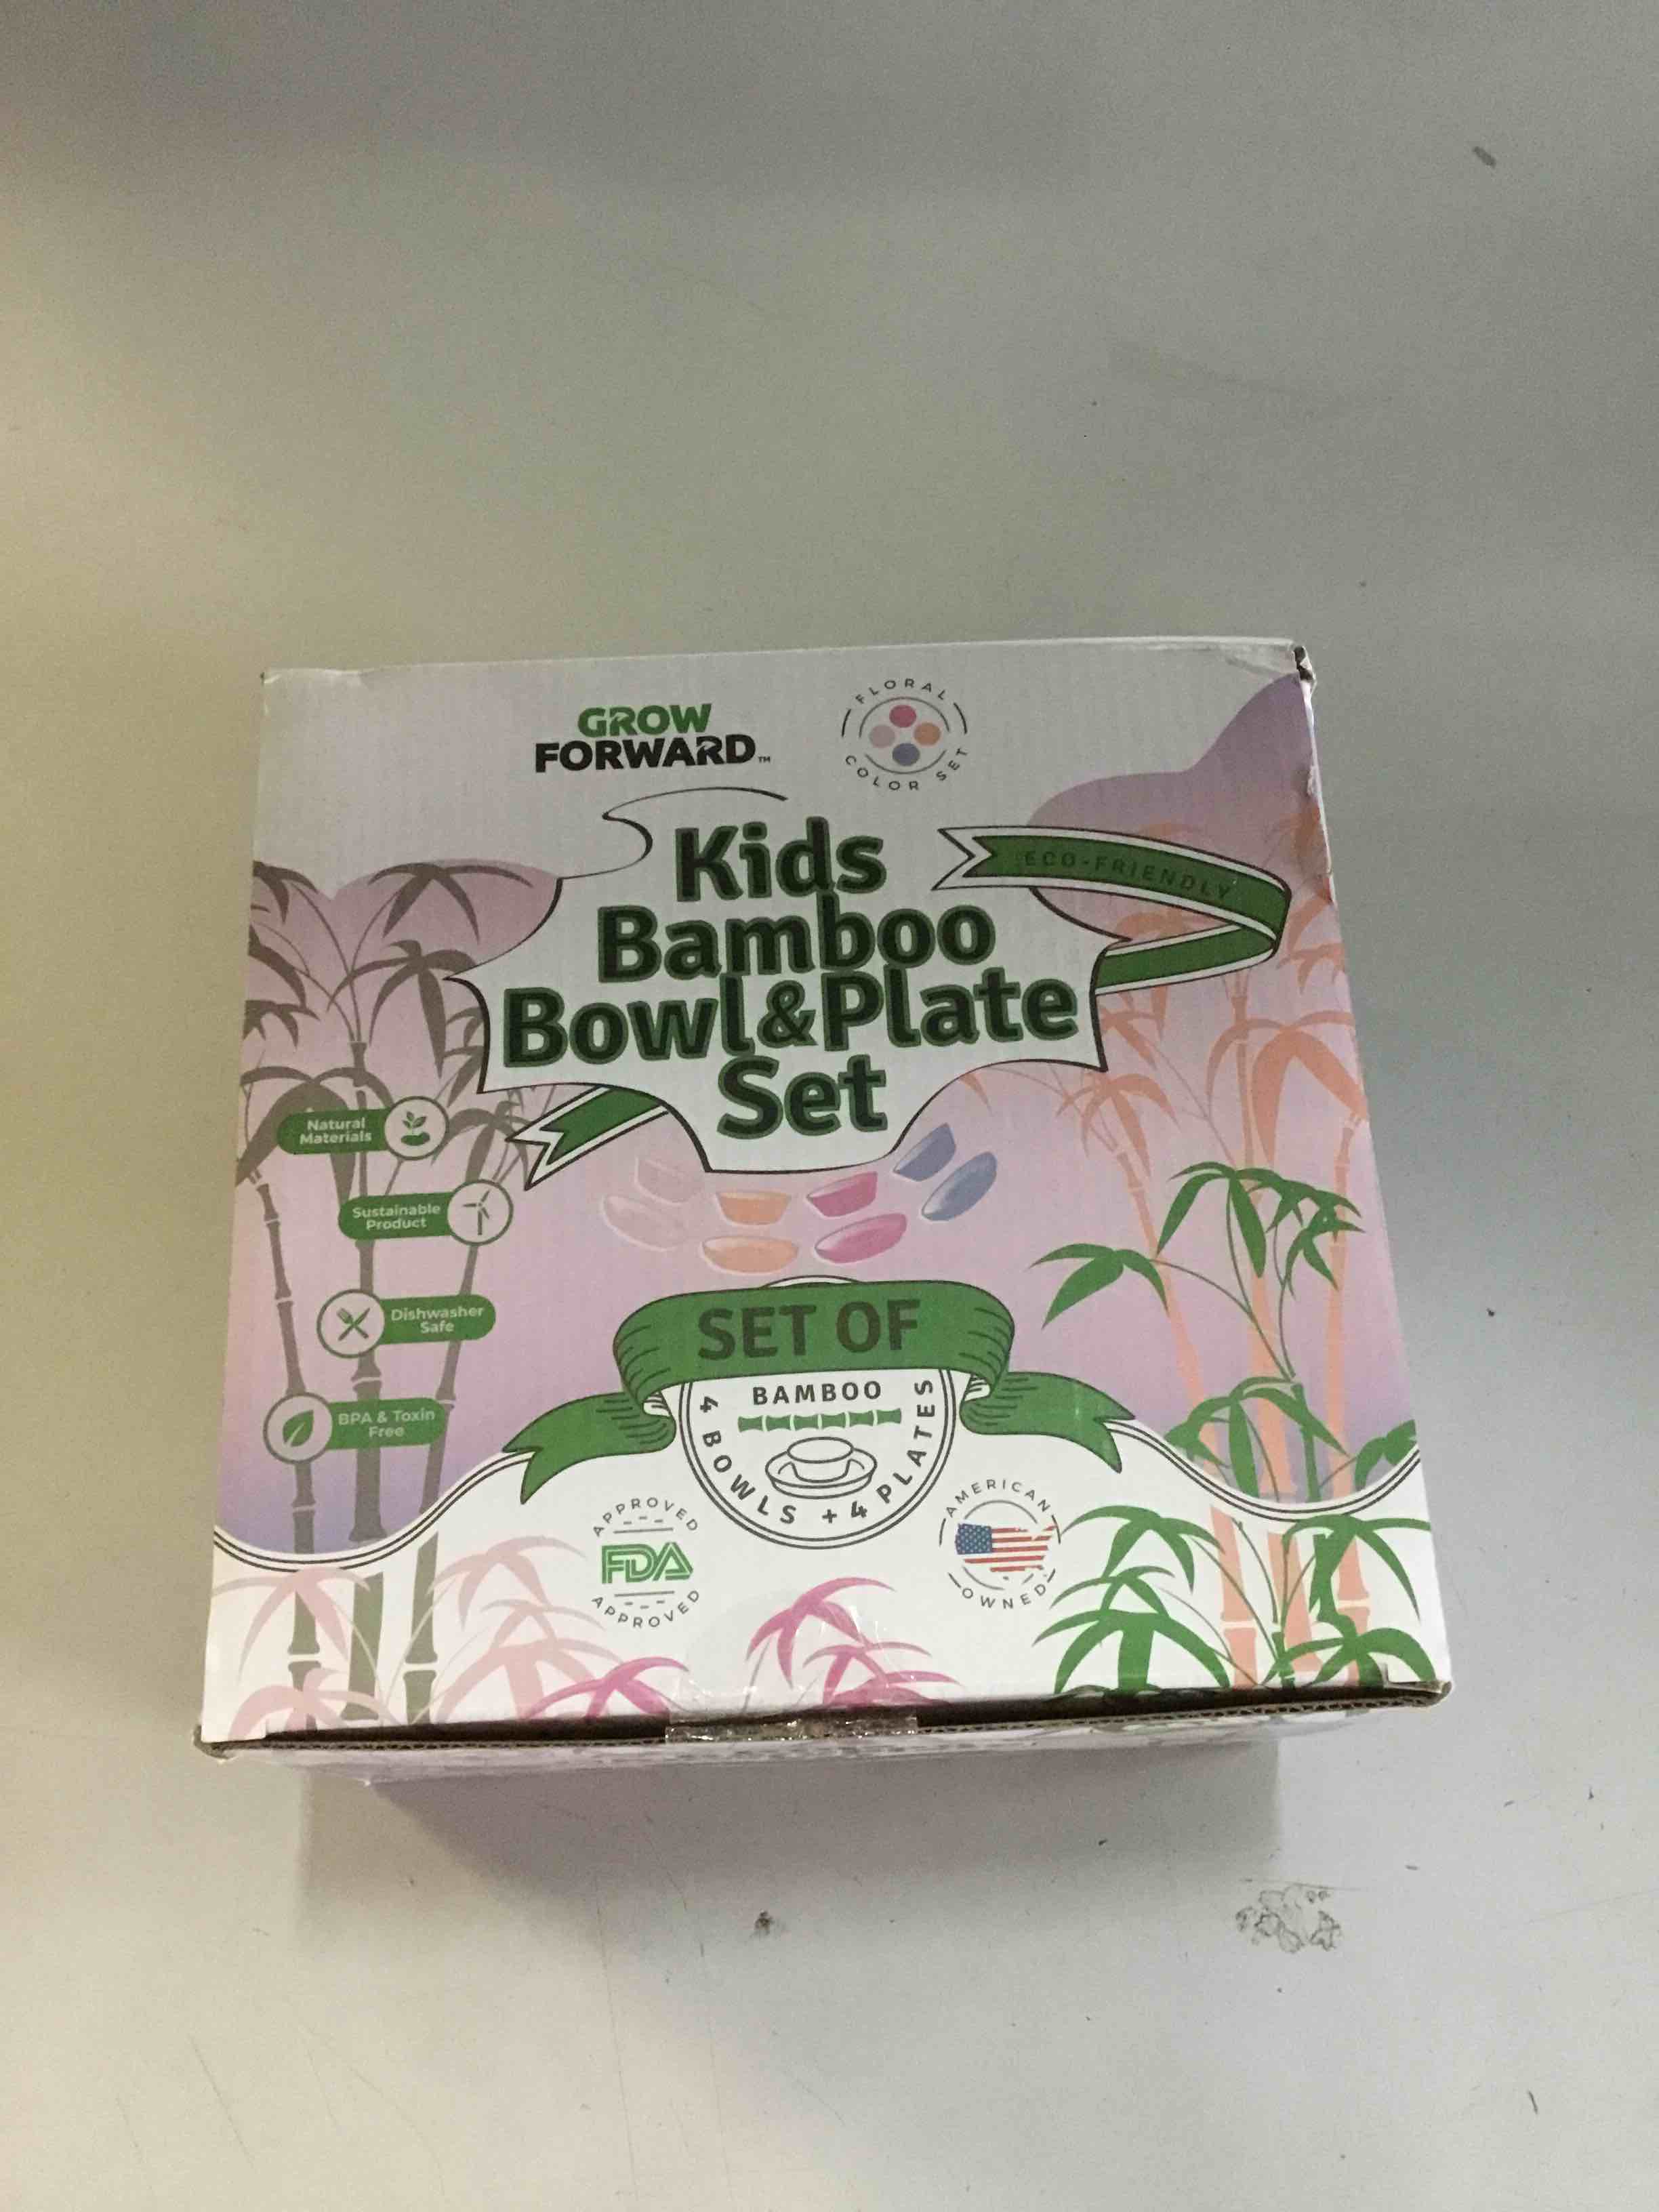 GROW
FORWARD™
FLORAL
COLOR SET
Kids
Bamboo
Bowl&Plate
Set
ECO-FRIENDLY
Natural
Materials
Sustainable
Product
Dishwasher
Safe
BPA & Toxin
Free
SET OF
BAMBOO
4 BOWLS + 4 PLATES
APPROVED
FDA
APPROVED
AMERICAN
OWNED